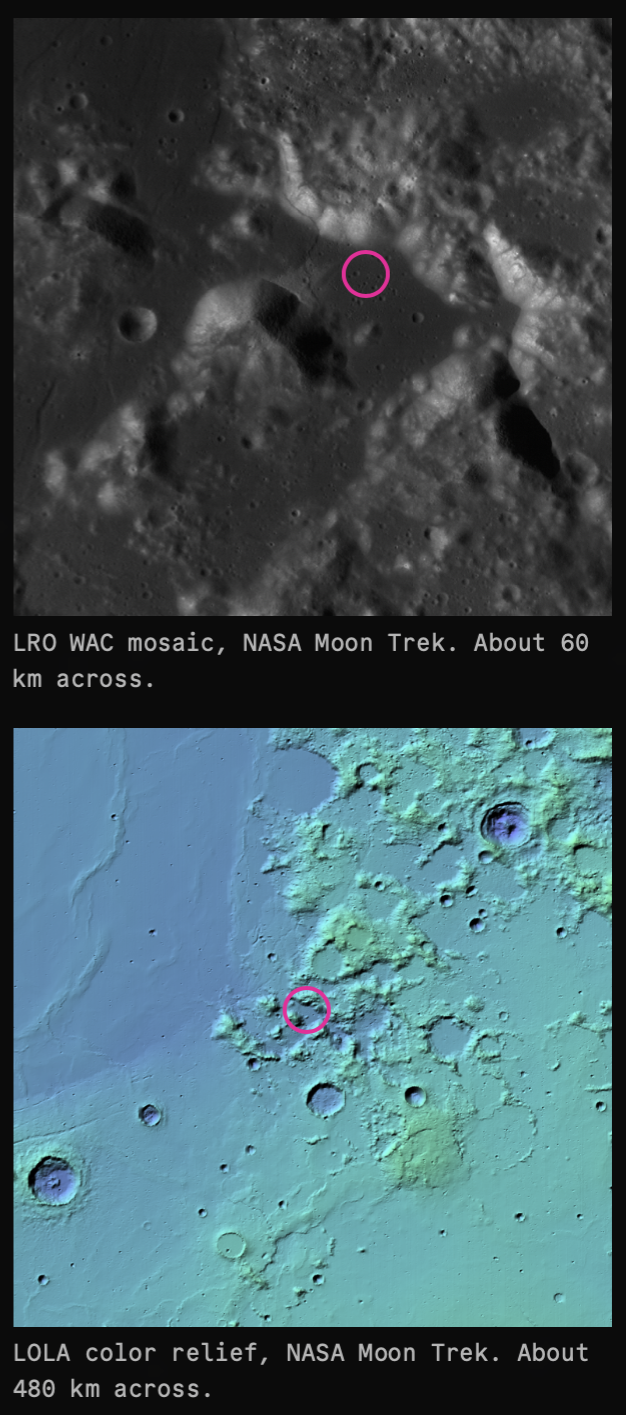 LRO WAC mosaic, NASA Moon Trek. About 60
km across.
LOLA color relief, NASA Moon Trek. About
480 km across.